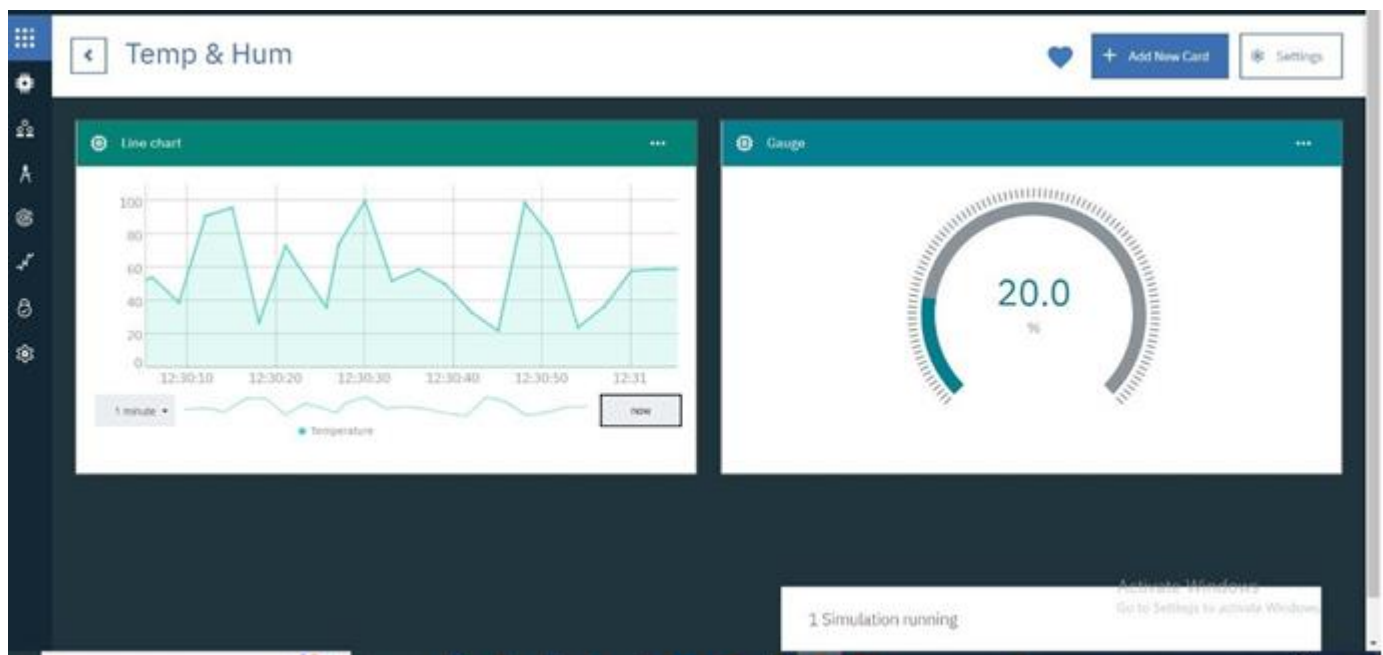 Temp & Hum
+ Add New Card
Settings
Line chart
...
100
80
60
40
20
0
12:30:10 12:30:20 12:30:30 12:30:40 12:30:50 12:31
1 minute
now
Temperature
Gauge
...
20.0
%
Activate Windows
Go to Settings to activate Windows.
1 Simulation running